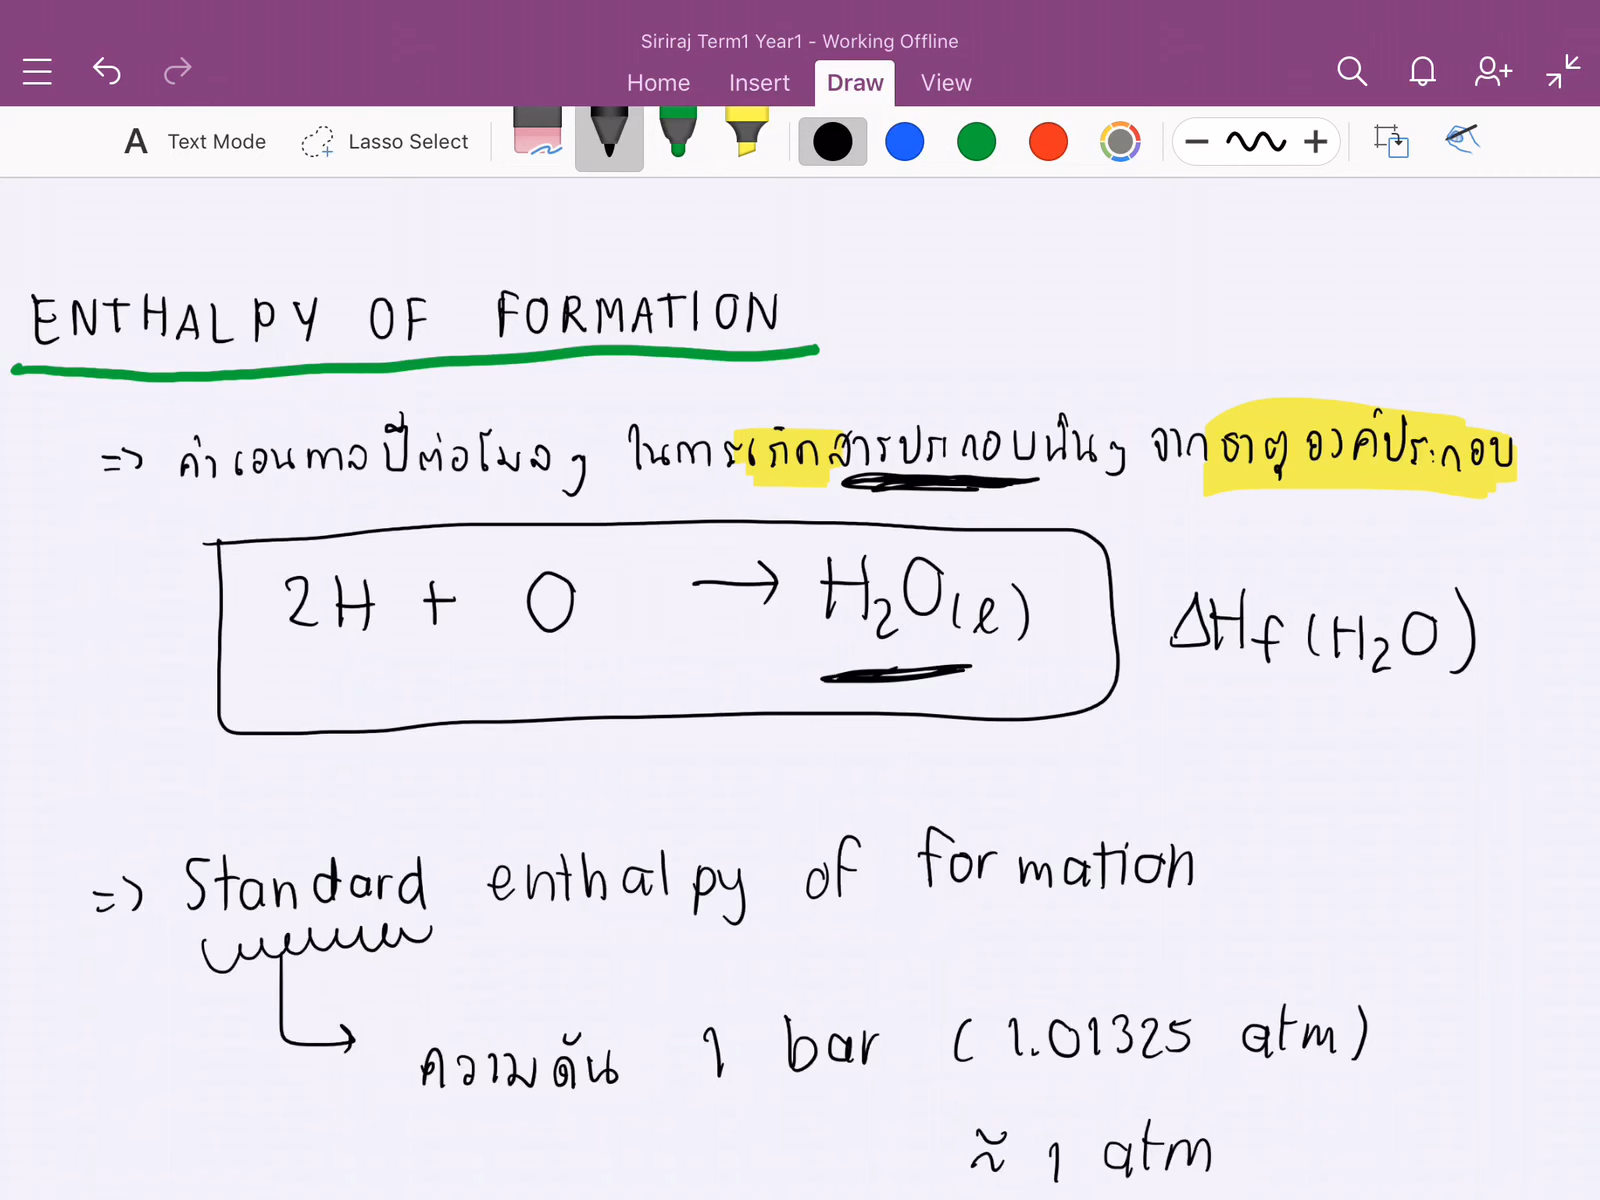 Siriraj Term1 Year1 - Working Offline
Home Insert Draw View
A Text Mode Lasso Select
ENTHALPY OF FORMATION
=> ค่าเอนทาลปีต่อโมลๆ ในการเกิดสารประกอบนั้นๆ จากธาตุองค์ประกอบ
2H + O → H₂O(l) ΔHf (H₂O)
=> Standard enthalpy of formation
ความดัน 1 bar (1.01325 atm)
≈ 1 atm